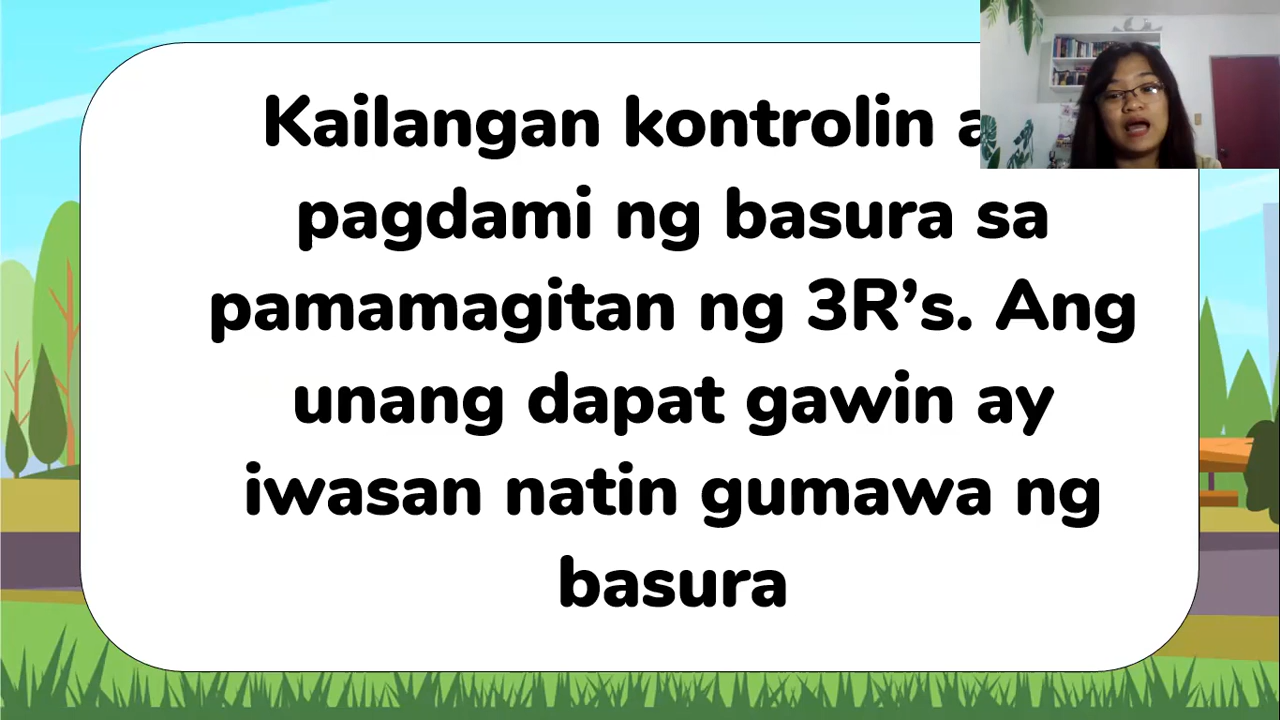 Kailangan kontrolin
pagdami ng basura sa
pamamagitan ng 3R’s. Ang
unang dapat gawin ay
iwasan natin gumawa ng
basura